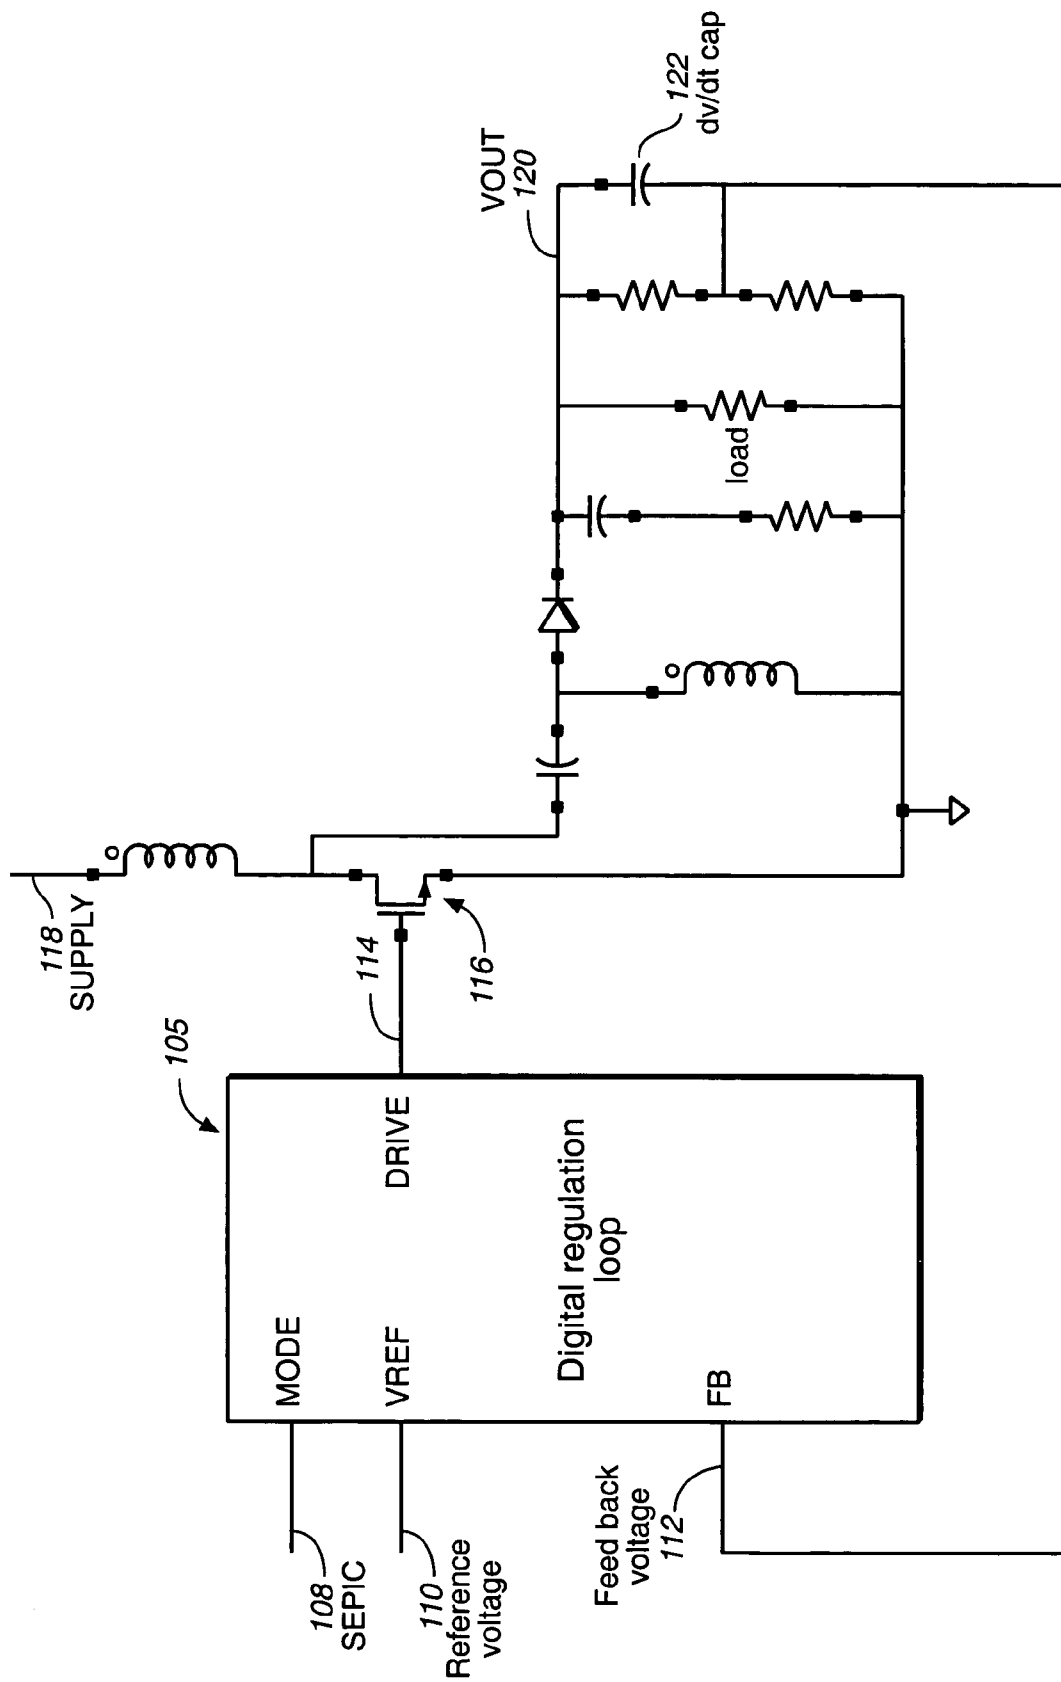 108
SEPIC
110
Reference
voltage
Feed back
voltage
112
MODE
VREF
FB
Digital regulation
loop
DRIVE
105
114
116
118
SUPPLY
load
VOUT
120
122
dv/dt cap